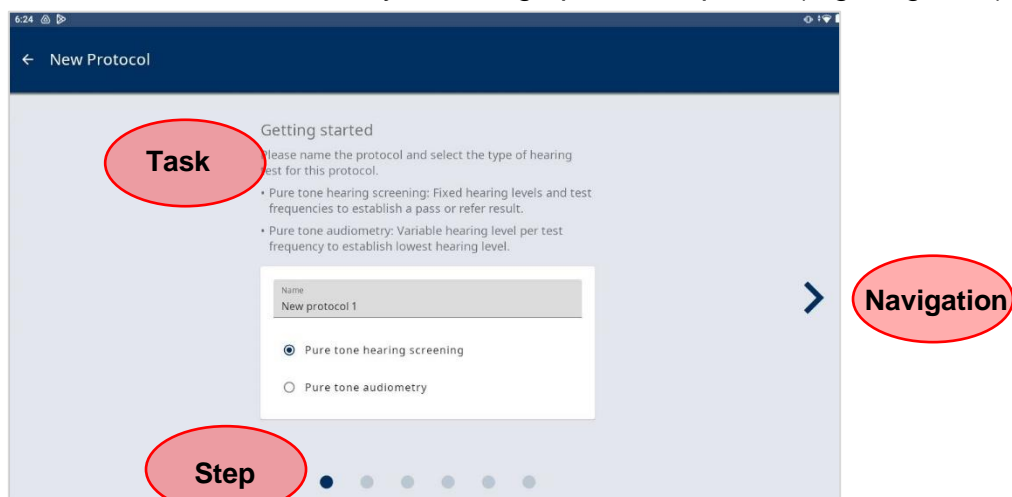 6:24
← New Protocol
Getting started
Task
Please name the protocol and select the type of hearing
test for this protocol.
• Pure tone hearing screening: Fixed hearing levels and test
frequencies to establish a pass or refer result.
• Pure tone audiometry: Variable hearing level per test
frequency to establish lowest hearing level.
Name
New protocol 1
Navigation
Pure tone hearing screening
Pure tone audiometry
Step